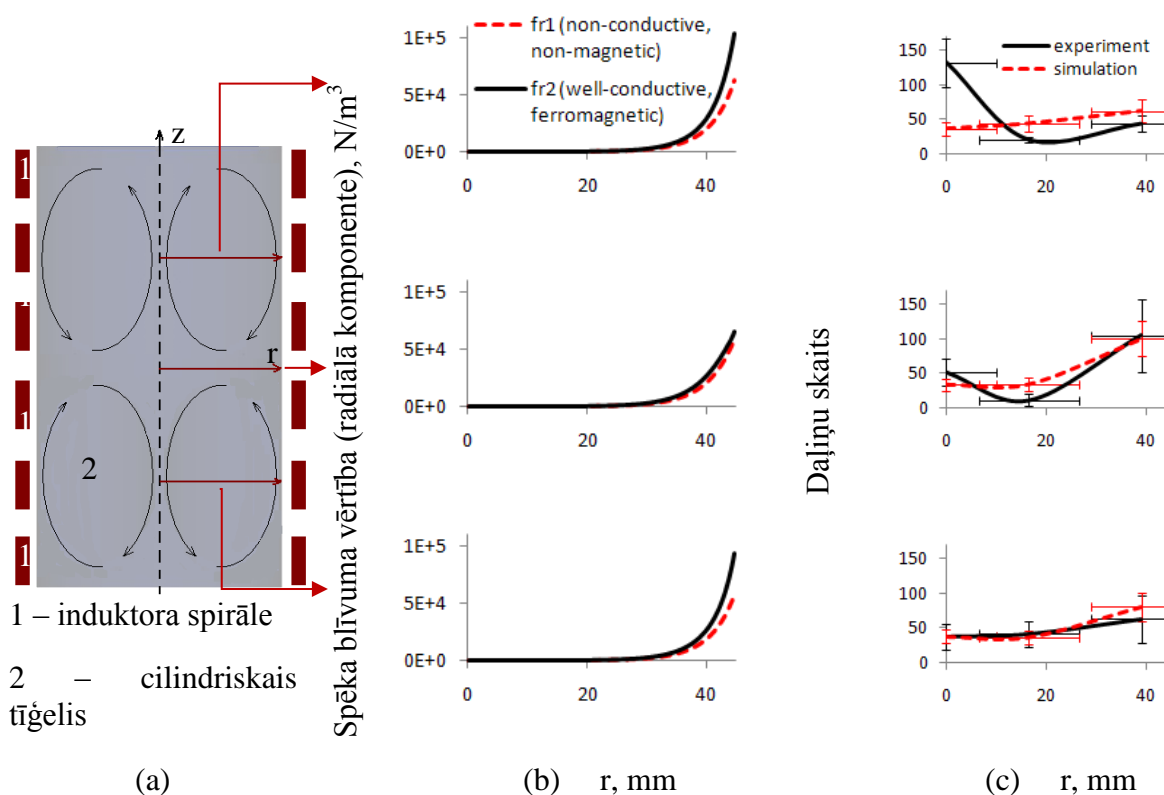 z
1
1
r
1
1
2
1 – induktora spirāle
2 – cilindriskais
tīģelis
(a)
Spēka blīvuma vērtība (radiālā komponente), N/m³
1E+5
5E+4
0E+0
0 20 40
fr1 (non-conductive,
non-magnetic)
fr2 (well-conductive,
ferromagnetic)
1E+5
5E+4
0E+0
0 20 40
1E+5
5E+4
0E+0
0 20 40
(b) r, mm
Daļiņu skaits
150
100
50
0
0 20 40
experiment
simulation
150
100
50
0
0 20 40
150
100
50
0
0 20 40
(c) r, mm